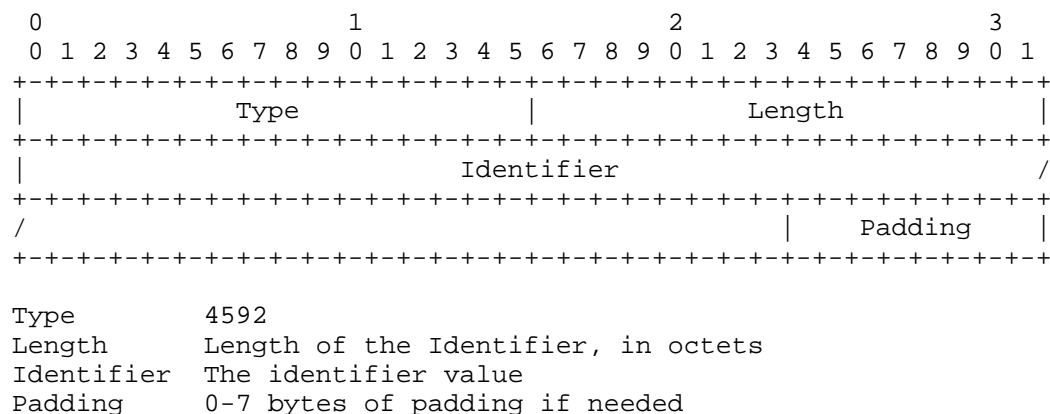 0                   1                   2                   3
 0 1 2 3 4 5 6 7 8 9 0 1 2 3 4 5 6 7 8 9 0 1 2 3 4 5 6 7 8 9 0 1
+-+-+-+-+-+-+-+-+-+-+-+-+-+-+-+-+-+-+-+-+-+-+-+-+-+-+-+-+-+-+-+-+
|             Type              |             Length            |
+-+-+-+-+-+-+-+-+-+-+-+-+-+-+-+-+-+-+-+-+-+-+-+-+-+-+-+-+-+-+-+-+
|                           Identifier                          /
+-+-+-+-+-+-+-+-+-+-+-+-+-+-+-+-+-+-+-+-+-+-+-+-+-+-+-+-+-+-+-+-+
/                                               |    Padding    |
+-+-+-+-+-+-+-+-+-+-+-+-+-+-+-+-+-+-+-+-+-+-+-+-+-+-+-+-+-+-+-+-+
Type        4592
Length      Length of the Identifier, in octets
Identifier  The identifier value
Padding     0-7 bytes of padding if needed